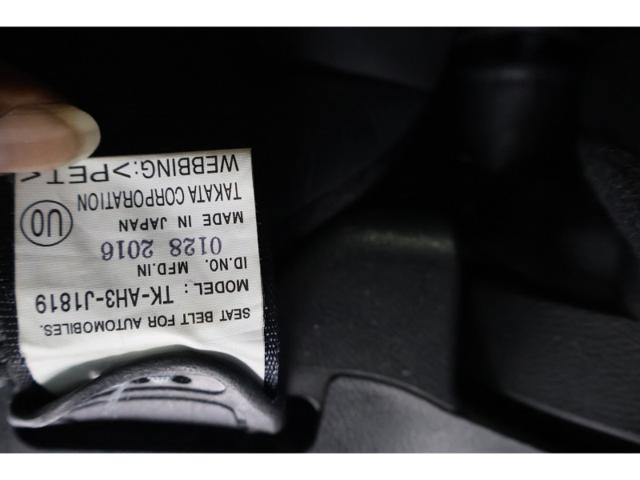 SEAT BELT FOR AUTOMOBILES.
MODEL : TK-AH3-J1819
ID.NO. MFD.IN
0128 2016
MADE IN JAPAN
TAKATA CORPORATION
WEBBING:>PET<
UO